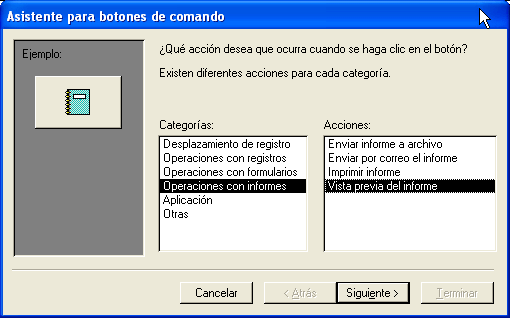 Asistente para botones de comando
Ejemplo:
¿Qué acción desea que ocurra cuando se haga clic en el botón?
Existen diferentes acciones para cada categoría.
Categorías:
Desplazamiento de registro
Operaciones con registros
Operaciones con formularios
Operaciones con informes
Aplicación
Otras
Acciones:
Enviar informe a archivo
Enviar por correo el informe
Imprimir informe
Vista previa del informe
Cancelar
< Atrás
Siguiente >
Terminar